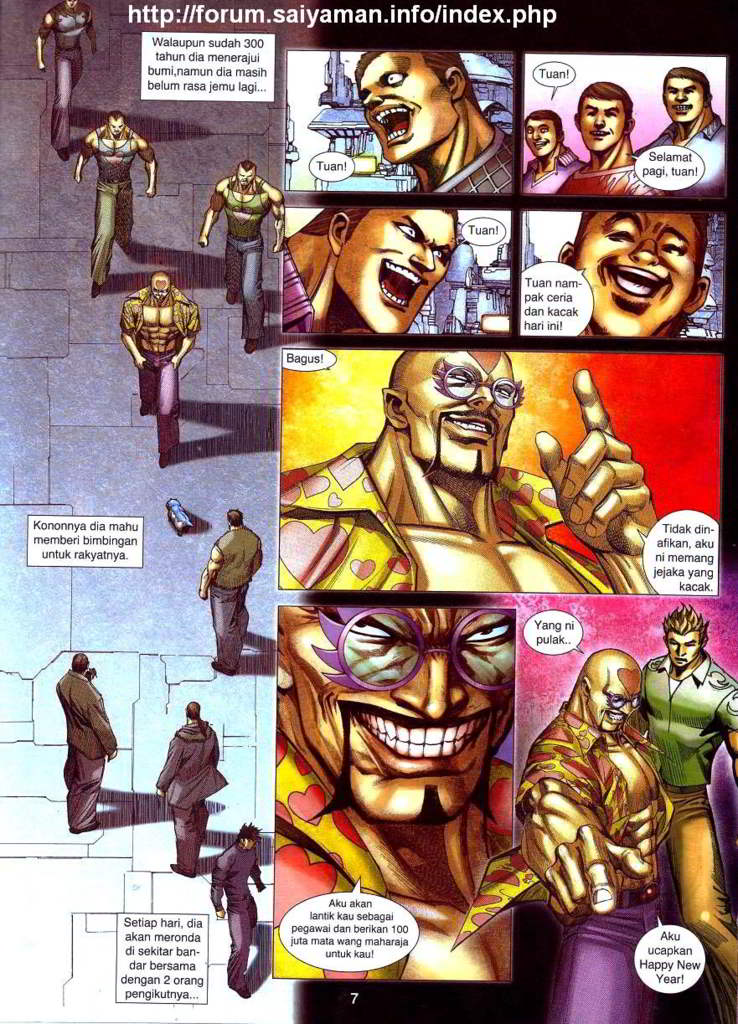 http://forum.saiyaman.info/index.php
Walaupun sudah 300
tahun dia menerajui
bumi,namun dia masih
belum rasa jemu lagi...
Tuan!
Tuan!
Selamat
pagi, tuan!
Tuan!
Tuan nam-
pak ceria
dan kacak
hari ini!
Bagus!
Tidak din-
afikan, aku
ni memang
jejaka yang
kacak.
Kononnya dia mahu
memberi bimbingan
untuk rakyatnya.
Yang ni
pulak..
Aku akan
lantik kau sebagai
pegawai dan berikan 100
juta mata wang maharaja
untuk kau!
Aku
ucapkan
Happy New
Year!
Setiap hari, dia
akan meronda
di sekitar ban-
dar bersama
dengan 2 orang
pengikutnya...
7